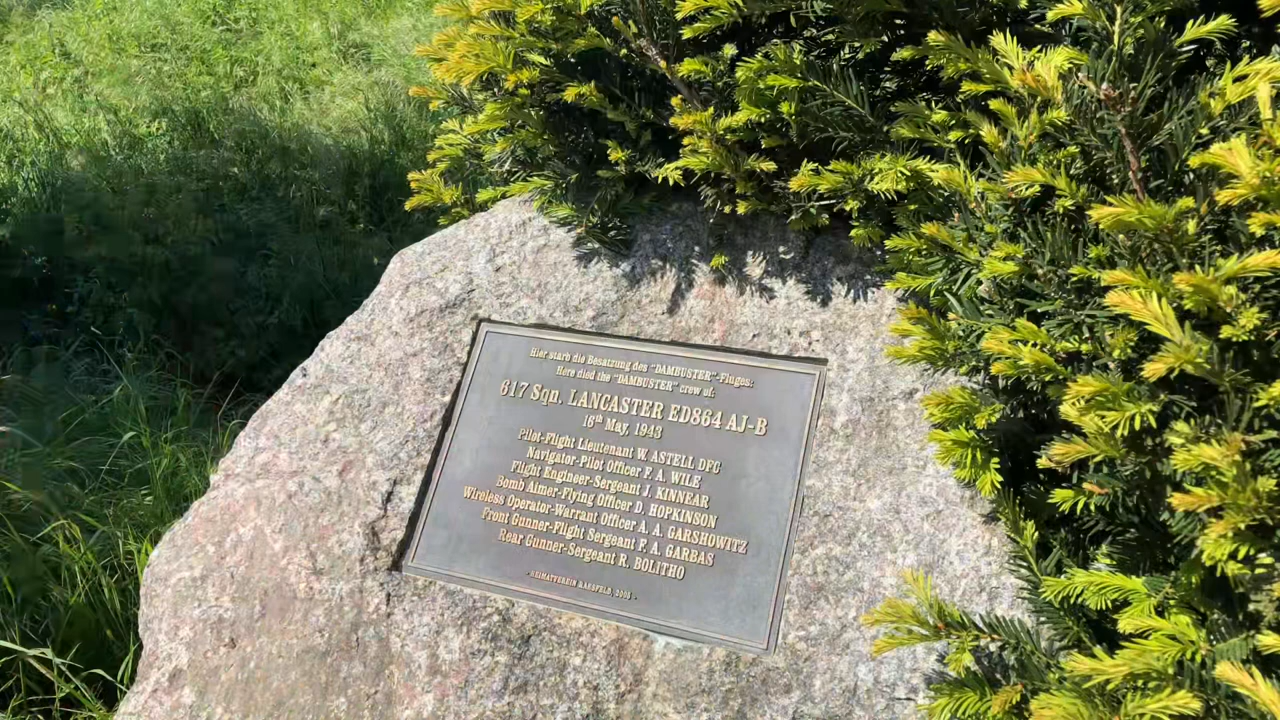 Hier starb die Besatzung des "DAMBUSTER"-Fluges:
Here died the "DAMBUSTER" crew of:
617 Sqn. LANCASTER ED864 AJ-B
16th May, 1943
Pilot-Flight Lieutenant W. ASTELL DFC
Navigator-Pilot Officer F. A. WILE
Flight Engineer-Sergeant J. KINNEAR
Bomb Aimer-Flying Officer D. HOPKINSON
Wireless Operator-Warrant Officer A. A. GARSHOWITZ
Front Gunner-Flight Sergeant F. A. GARBAS
Rear Gunner-Sergeant R. BOLITHO
- HEIMATVEREIN RAESFELD,